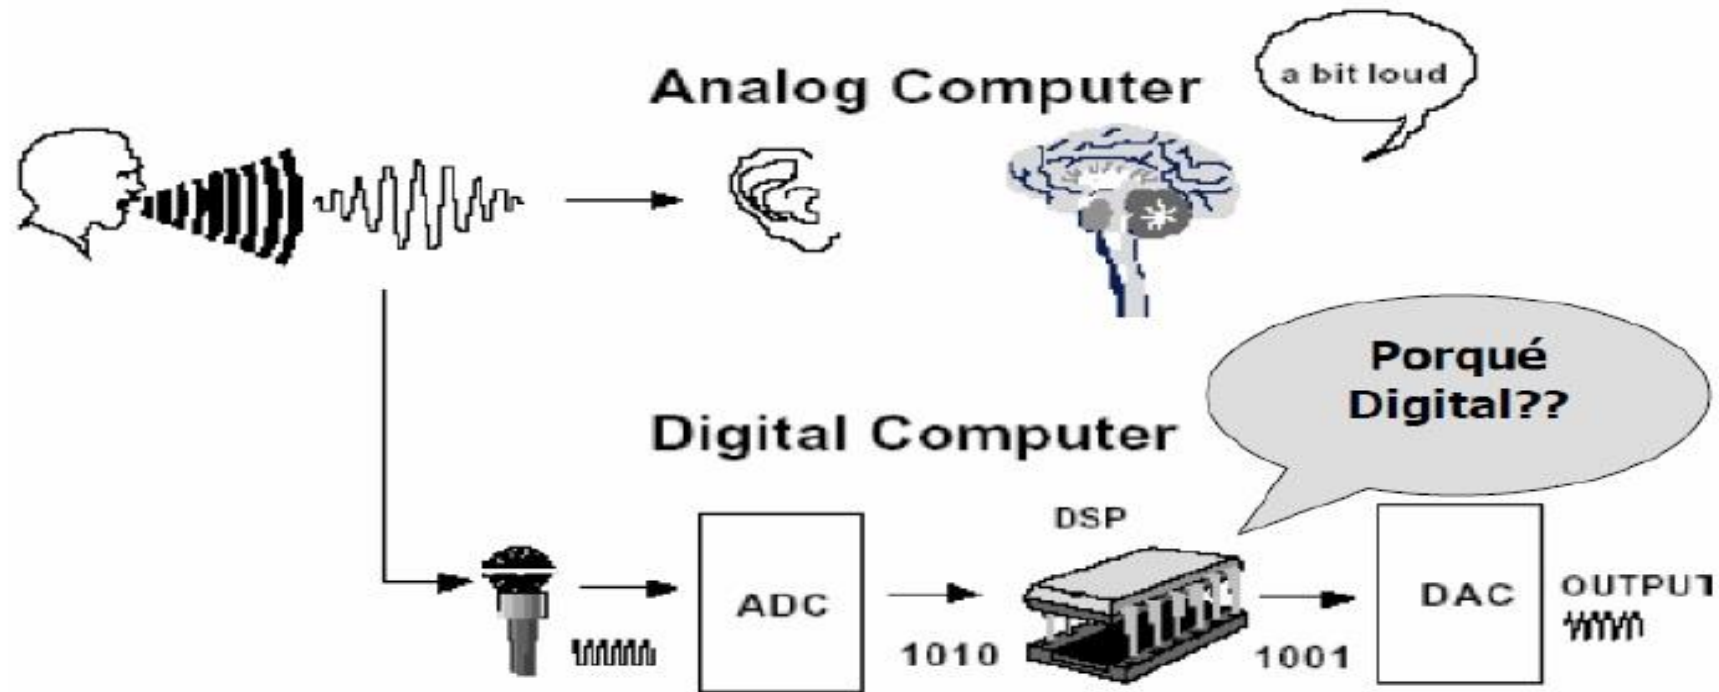 Analog Computer
a bit loud
Porqué
Digital??
Digital Computer
DSP
ADC
DAC
OUTPUT
1010
1001